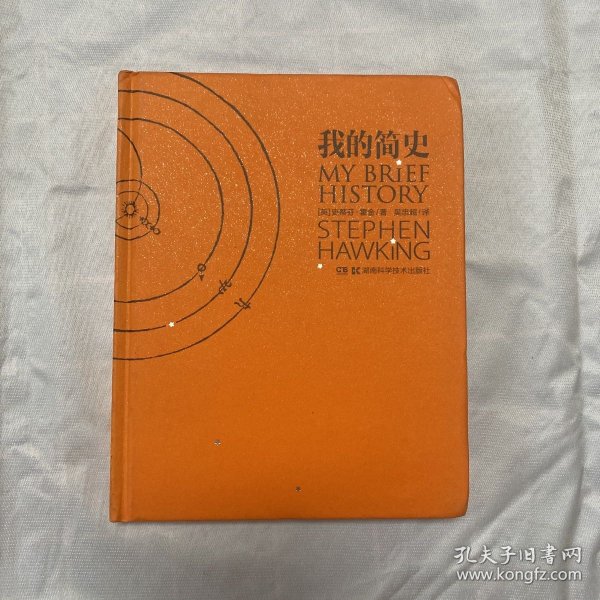 我的简史
MY BRiEF
HISTORY
[英]史蒂芬·霍金/著 吴忠超/译
STEPHEN
HAWKiNG
湖南科学技术出版社
孔夫子旧书网
www.kongfz.com